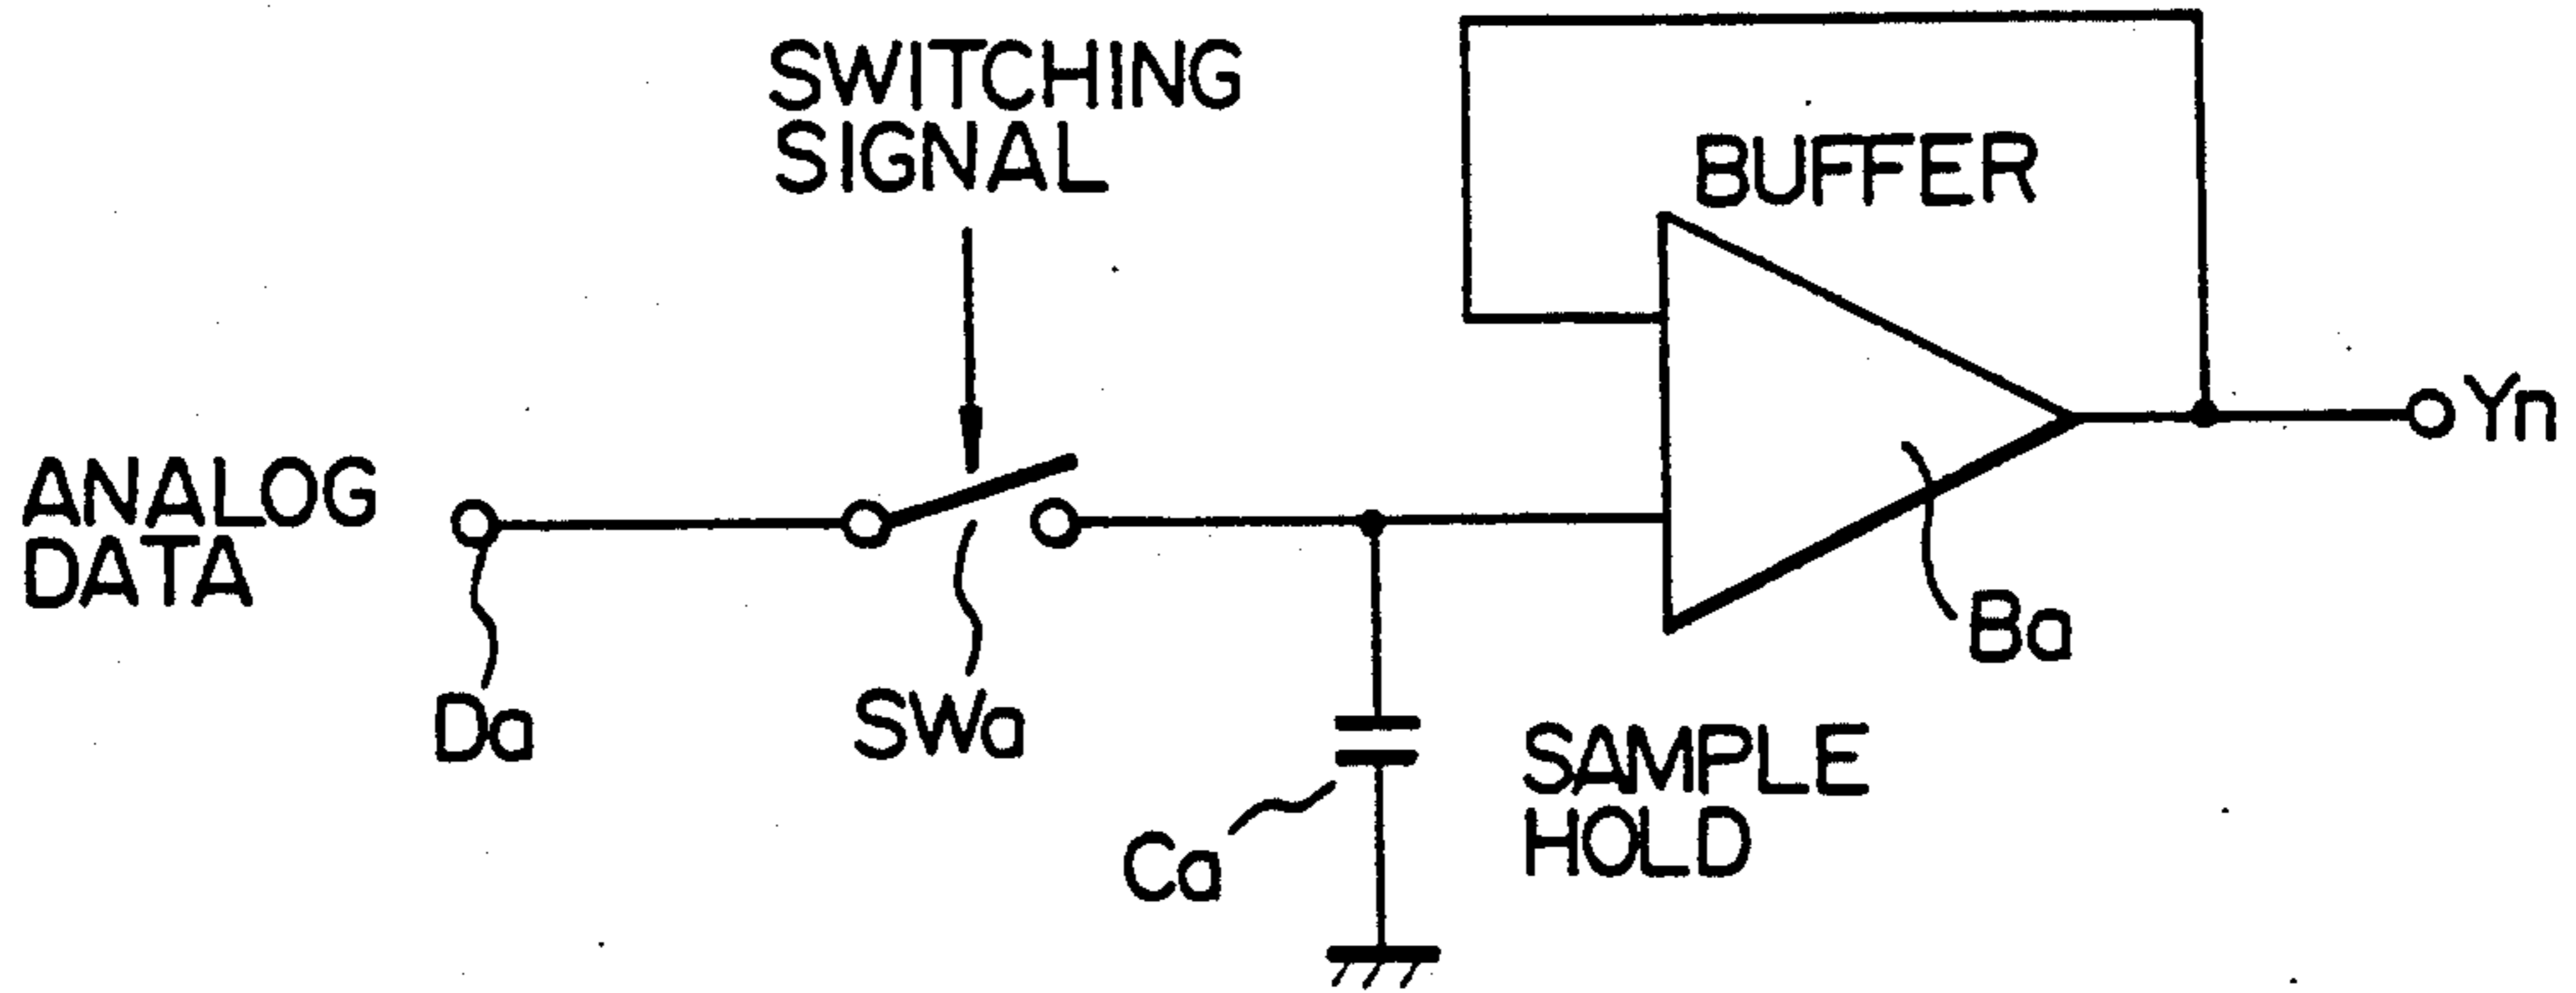 SWITCHING
SIGNAL
BUFFER
ANALOG
DATA
Yn
Da
SWa
Ba
Ca
SAMPLE
HOLD